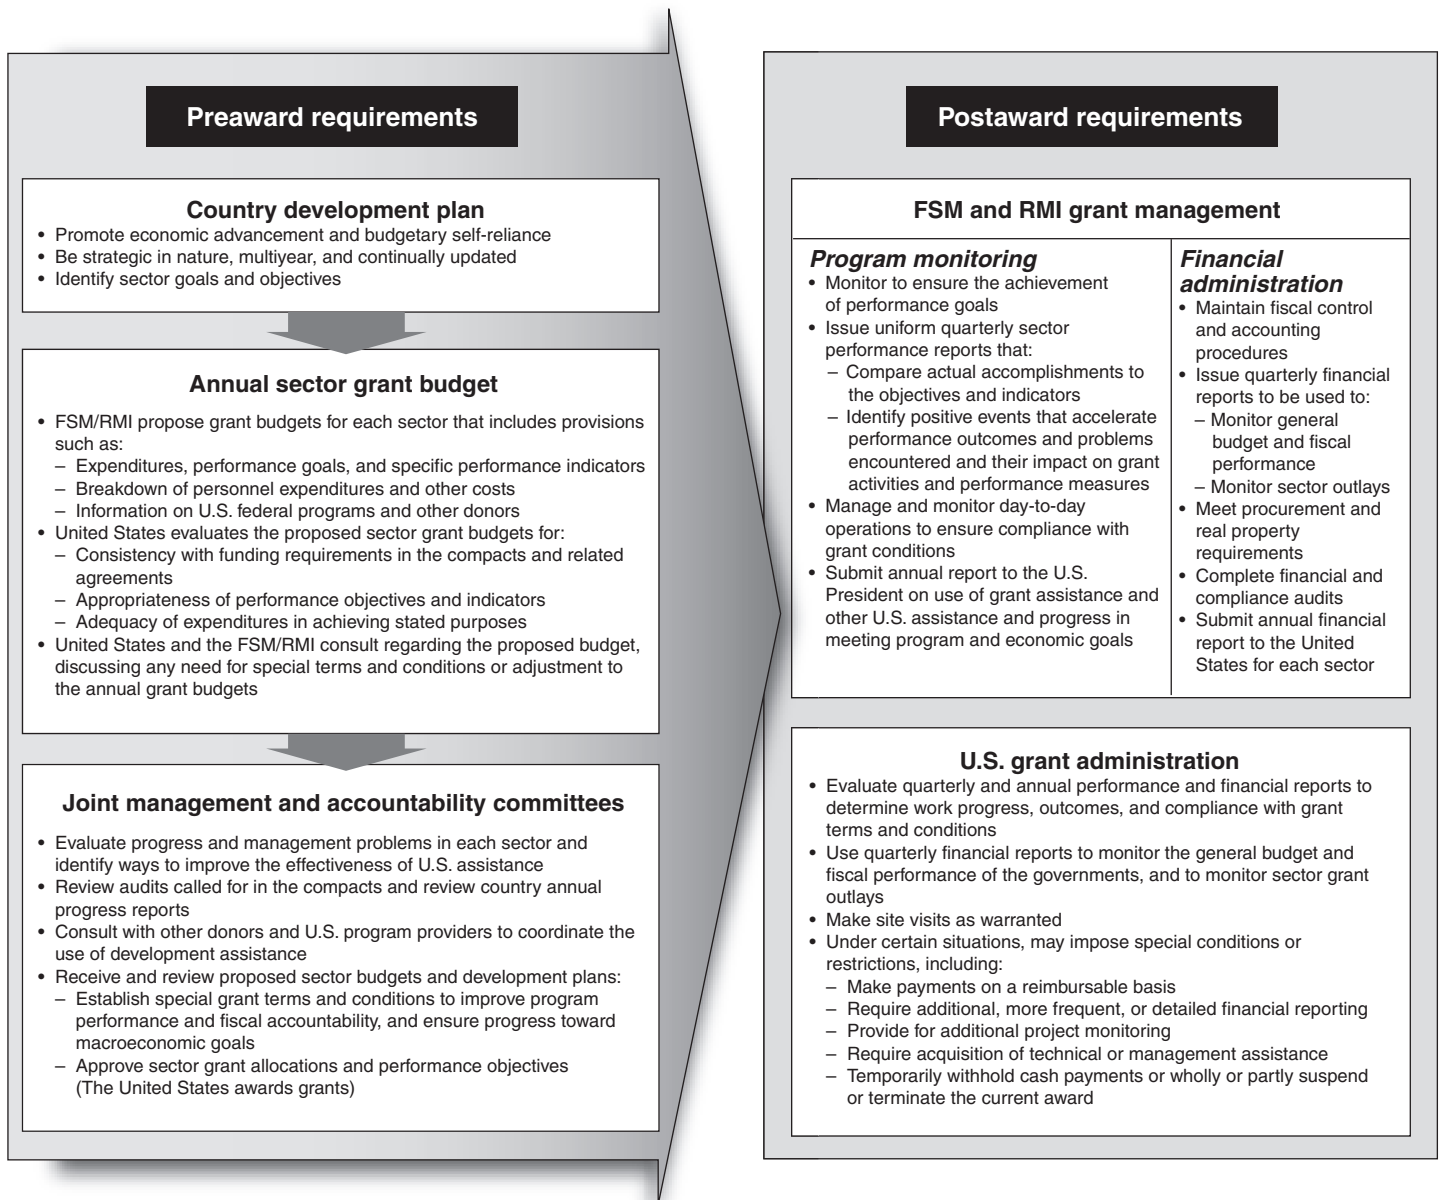 Preaward requirements
Country development plan
• Promote economic advancement and budgetary self-reliance
• Be strategic in nature, multiyear, and continually updated
• Identify sector goals and objectives
Annual sector grant budget
• FSM/RMI propose grant budgets for each sector that includes provisions
such as:
– Expenditures, performance goals, and specific performance indicators
– Breakdown of personnel expenditures and other costs
– Information on U.S. federal programs and other donors
• United States evaluates the proposed sector grant budgets for:
– Consistency with funding requirements in the compacts and related
agreements
– Appropriateness of performance objectives and indicators
– Adequacy of expenditures in achieving stated purposes
• United States and the FSM/RMI consult regarding the proposed budget,
discussing any need for special terms and conditions or adjustment to
the annual grant budgets
Joint management and accountability committees
• Evaluate progress and management problems in each sector and
identify ways to improve the effectiveness of U.S. assistance
• Review audits called for in the compacts and review country annual
progress reports
• Consult with other donors and U.S. program providers to coordinate the
use of development assistance
• Receive and review proposed sector budgets and development plans:
– Establish special grant terms and conditions to improve program
performance and fiscal accountability, and ensure progress toward
macroeconomic goals
– Approve sector grant allocations and performance objectives
(The United States awards grants)
Postaward requirements
FSM and RMI grant management
Program monitoring
• Monitor to ensure the achievement
of performance goals
• Issue uniform quarterly sector
performance reports that:
– Compare actual accomplishments to
the objectives and indicators
– Identify positive events that accelerate
performance outcomes and problems
encountered and their impact on grant
activities and performance measures
• Manage and monitor day-to-day
operations to ensure compliance with
grant conditions
• Submit annual report to the U.S.
President on use of grant assistance and
other U.S. assistance and progress in
meeting program and economic goals
Financial
administration
• Maintain fiscal control
and accounting
procedures
• Issue quarterly financial
reports to be used to:
– Monitor general
budget and fiscal
performance
– Monitor sector outlays
• Meet procurement and
real property
requirements
• Complete financial and
compliance audits
• Submit annual financial
report to the United
States for each sector
U.S. grant administration
• Evaluate quarterly and annual performance and financial reports to
determine work progress, outcomes, and compliance with grant
terms and conditions
• Use quarterly financial reports to monitor the general budget and
fiscal performance of the governments, and to monitor sector grant
outlays
• Make site visits as warranted
• Under certain situations, may impose special conditions or
restrictions, including:
– Make payments on a reimbursable basis
– Require additional, more frequent, or detailed financial reporting
– Provide for additional project monitoring
– Require acquisition of technical or management assistance
– Temporarily withhold cash payments or wholly or partly suspend
or terminate the current award